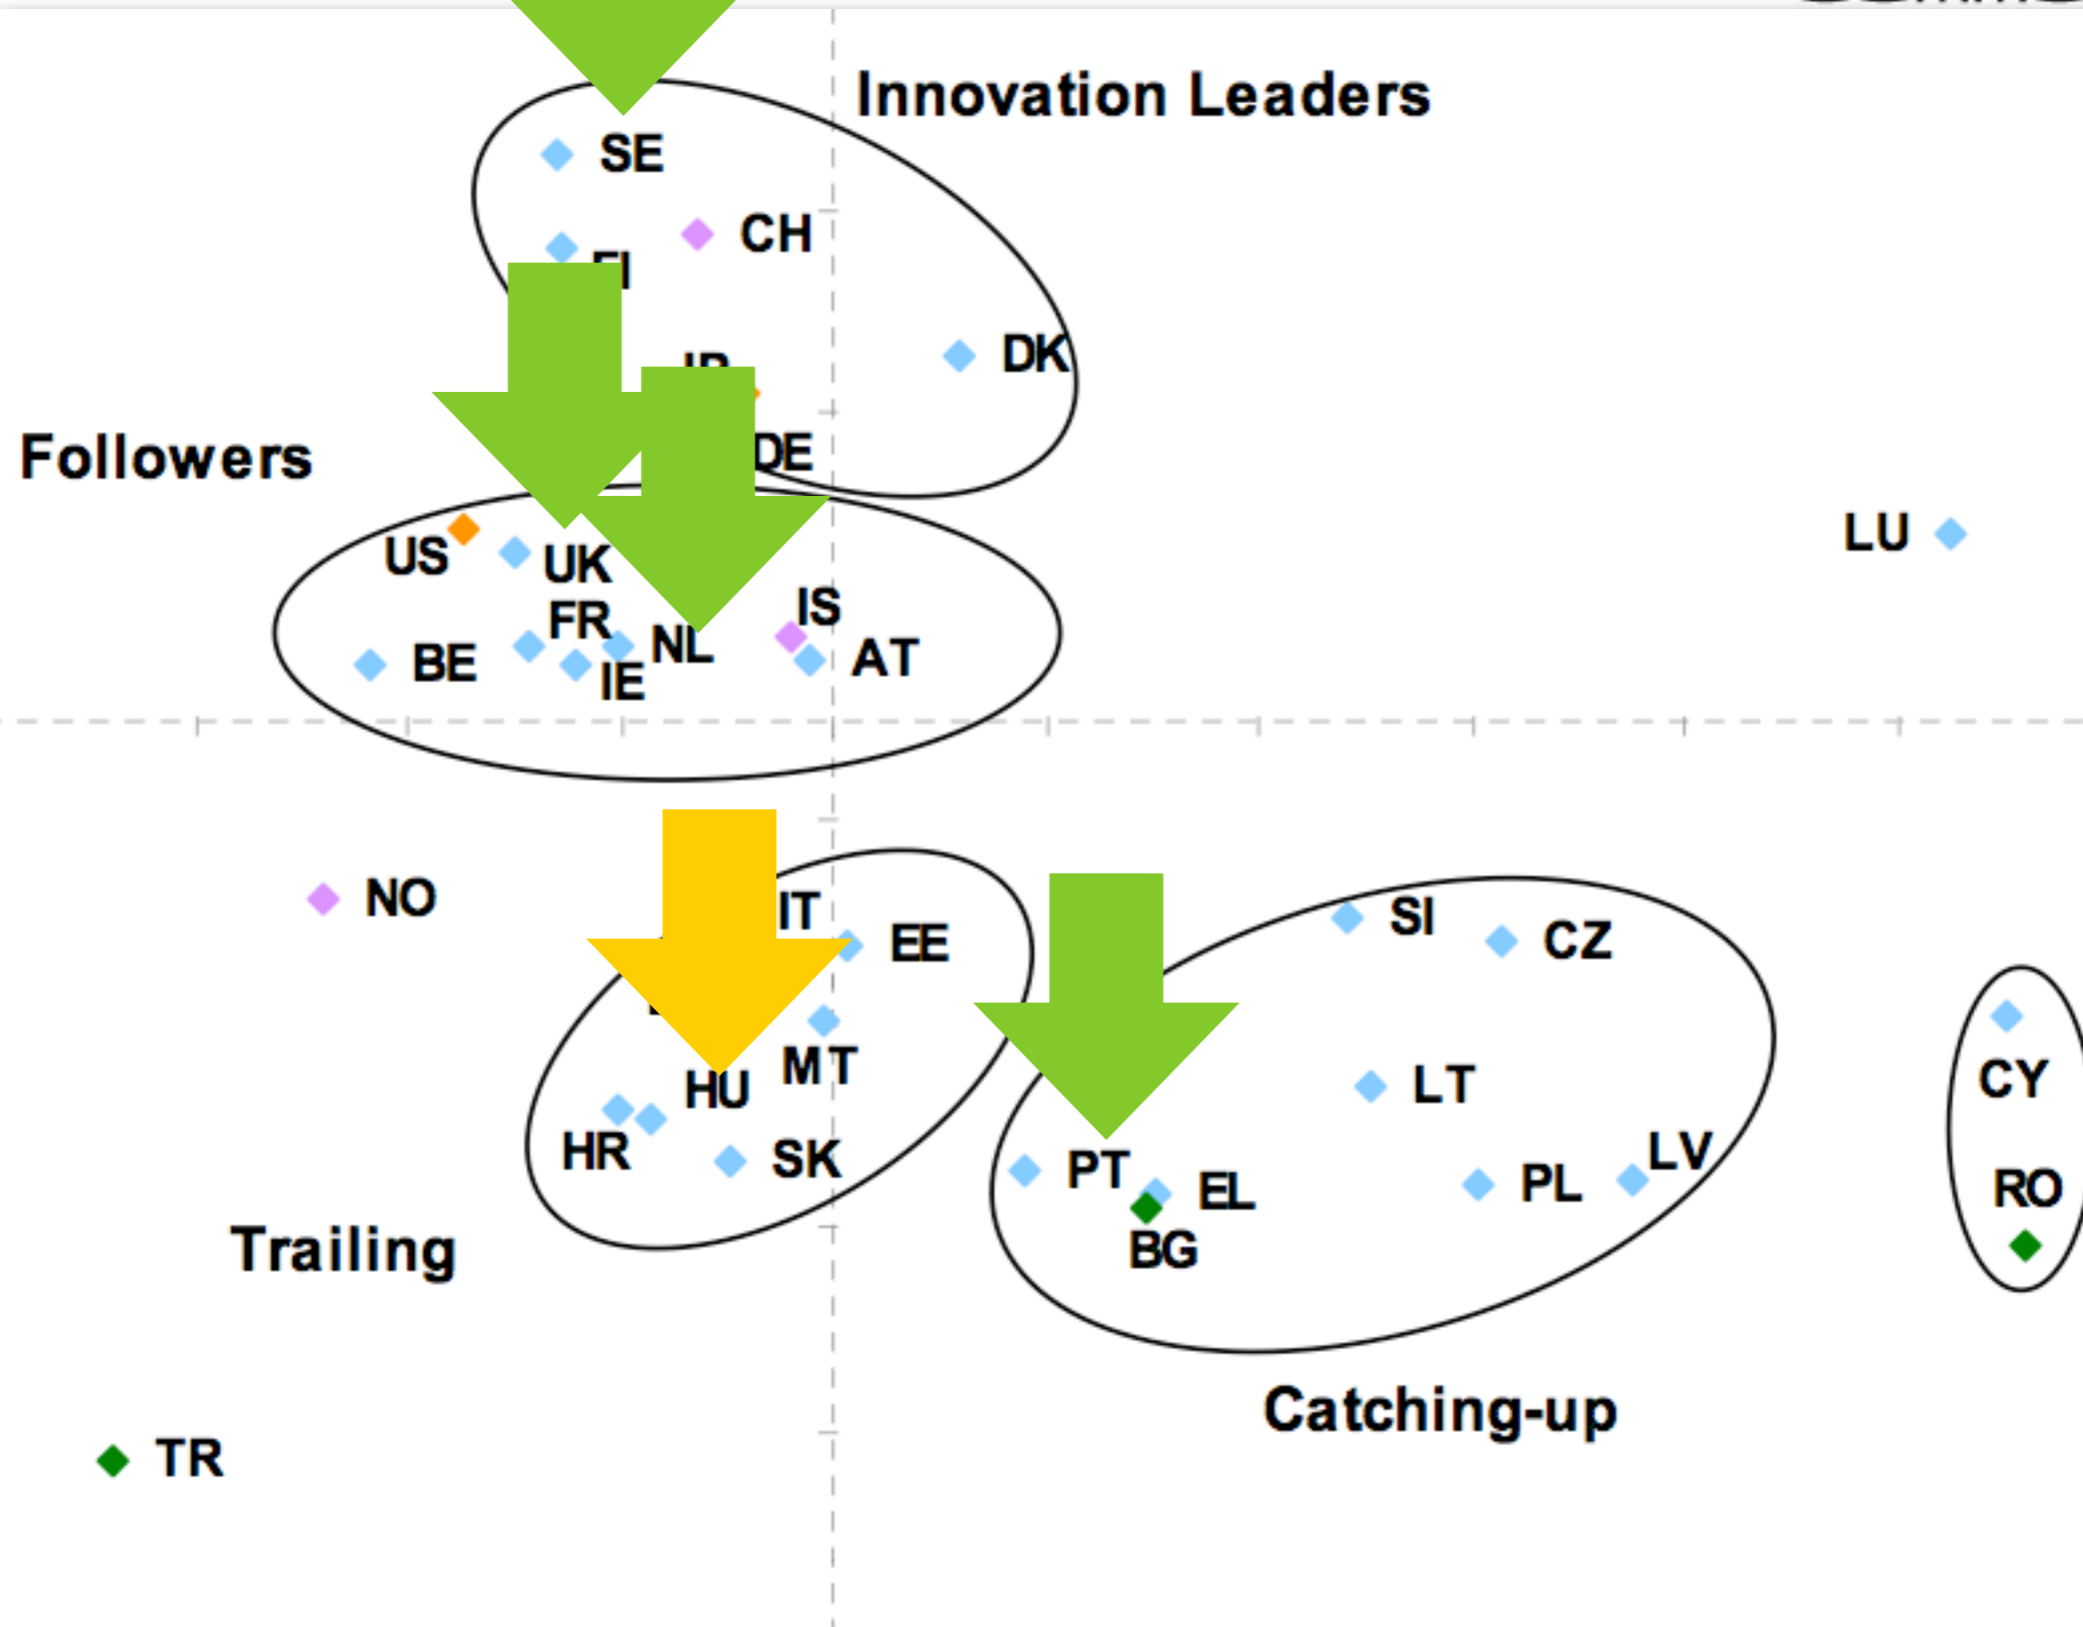 Innovation Leaders
SE
CH
FI
DK
DE
Followers
LU
US
UK
IS
FR
NL
AT
BE
IE
NO
IT
SI
EE
CZ
CY
MT
HU
LT
HR
SK
PT
LV
PL
EL
RO
BG
Trailing
Catching-up
TR